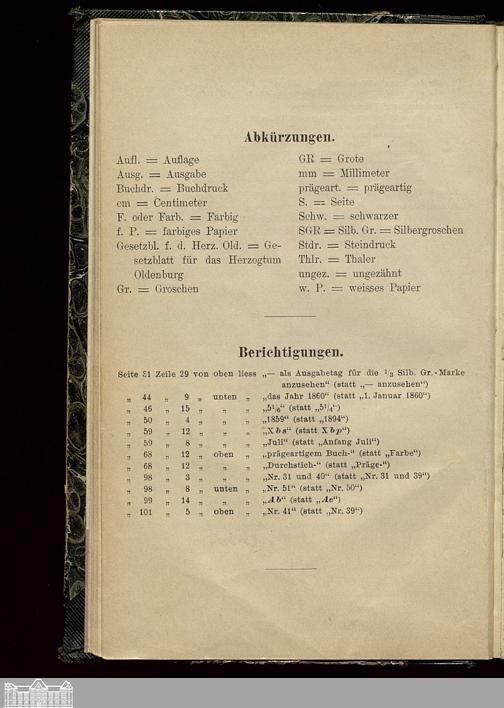 Abkürzungen.
Aufl. = Auflage
Ausg. = Ausgabe
Buchdr. = Buchdruck
cm = Centimeter
F. oder Farb. = Farbig
f. P. = farbiges Papier
Gesetzbl. f. d. Herz. Old. = Ge-
setzblatt für das Herzogtum
Oldenburg
Gr. = Groschen
GR = Grote
mm = Millimeter
prägeart. = prägeartig
S. = Seite
Schw. = schwarzer
SGR = Silb. Gr. = Silbergroschen
Stdr. = Steindruck
Thlr. = Thaler
ungez. = ungezähnt
w. P. = weisses Papier
Berichtigungen.
Seite 31 Zeile 29 von oben liess „— als Ausgabetag für die 1/3 Silb. Gr.-Marke
anzusehen“ (statt „— anzusehen“)
„ 44 „ 9 „ unten „ „das Jahr 1860“ (statt „1. Januar 1860“)
„ 46 „ 15 „ „ „ „5 1/8“ (statt „5 1/4“)
„ 50 „ 4 „ „ „ „1859“ (statt „1894“)
„ 59 „ 12 „ „ „ „X b s“ (statt X b p“)
„ 59 „ 8 „ „ „ „Juli“ (statt „Anfang Juli“)
„ 68 „ 12 „ oben „ „prägeartigem Buch-“ (statt „Farbe“)
„ 68 „ 12 „ „ „ „Durchstich-“ (statt „Präge-“)
„ 98 „ 3 „ „ „ „Nr. 31 und 40“ (statt „Nr. 31 und 39“)
„ 98 „ 8 „ unten „ „Nr. 51“ (statt „Nr. 50“)
„ 99 „ 14 „ „ „ „A b“ (statt „A c“)
„ 101 „ 5 „ oben „ „Nr. 41“ (statt „Nr. 39“)